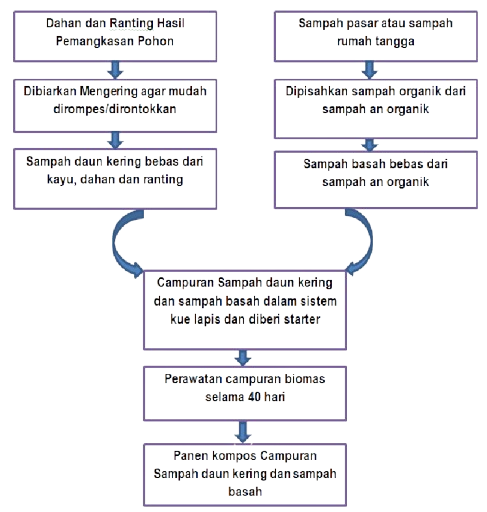 Dahan dan Ranting Hasil
Pemangkasan Pohon
Dibiarkan Mengering agar mudah
dirompes/dirontokkan
Sampah daun kering bebas dari
kayu, dahan dan ranting
Sampah pasar atau sampah
rumah tangga
Dipisahkan sampah organik dari
sampah an organik
Sampah basah bebas dari
sampah an organik
Campuran Sampah daun kering
dan sampah basah dalam sistem
kue lapis dan diberi starter
Perawatan campuran biomas
selama 40 hari
Panen kompos Campuran
Sampah daun kering dan sampah
basah